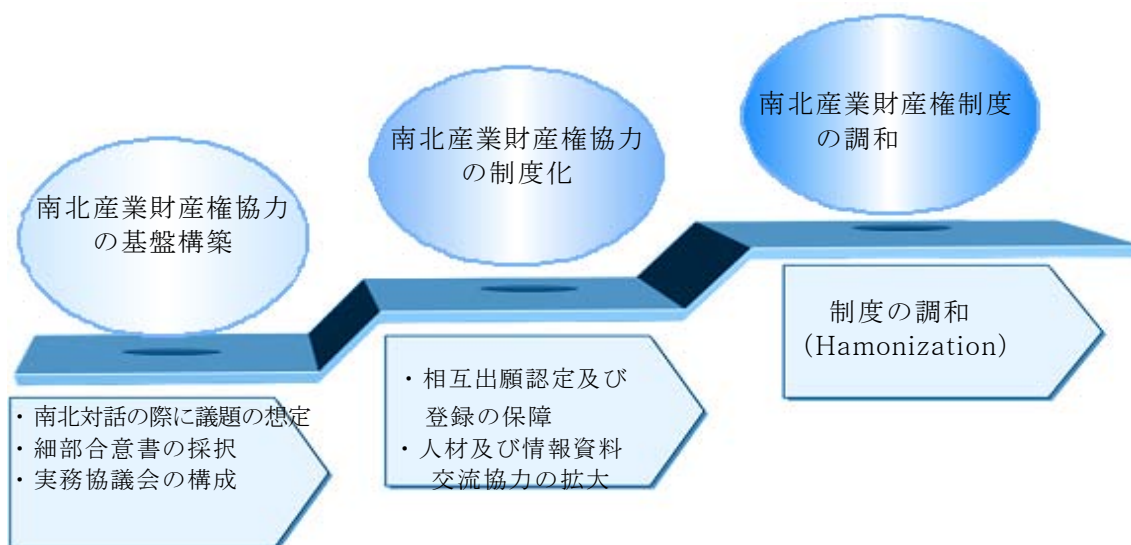 南北産業財産権協力
の基盤構築
南北産業財産権協力
の制度化
南北産業財産権制度
の調和
・南北対話の際に議題の想定
・細部合意書の採択
・実務協議会の構成
・相互出願認定及び
登録の保障
・人材及び情報資料
交流協力の拡大
制度の調和
(Hamonization)